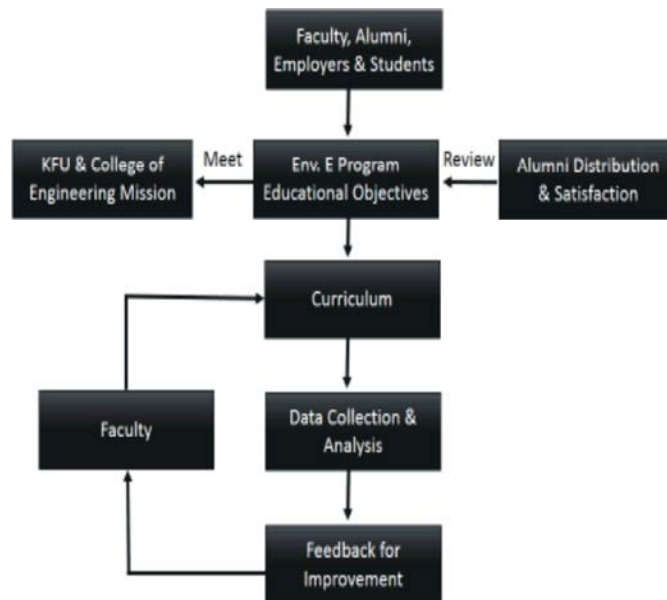 Faculty, Alumni,
Employers & Students
KFU & College of
Engineering Mission
Meet
Env. E Program
Educational Objectives
Review
Alumni Distribution
& Satisfaction
Curriculum
Faculty
Data Collection &
Analysis
Feedback for
Improvement